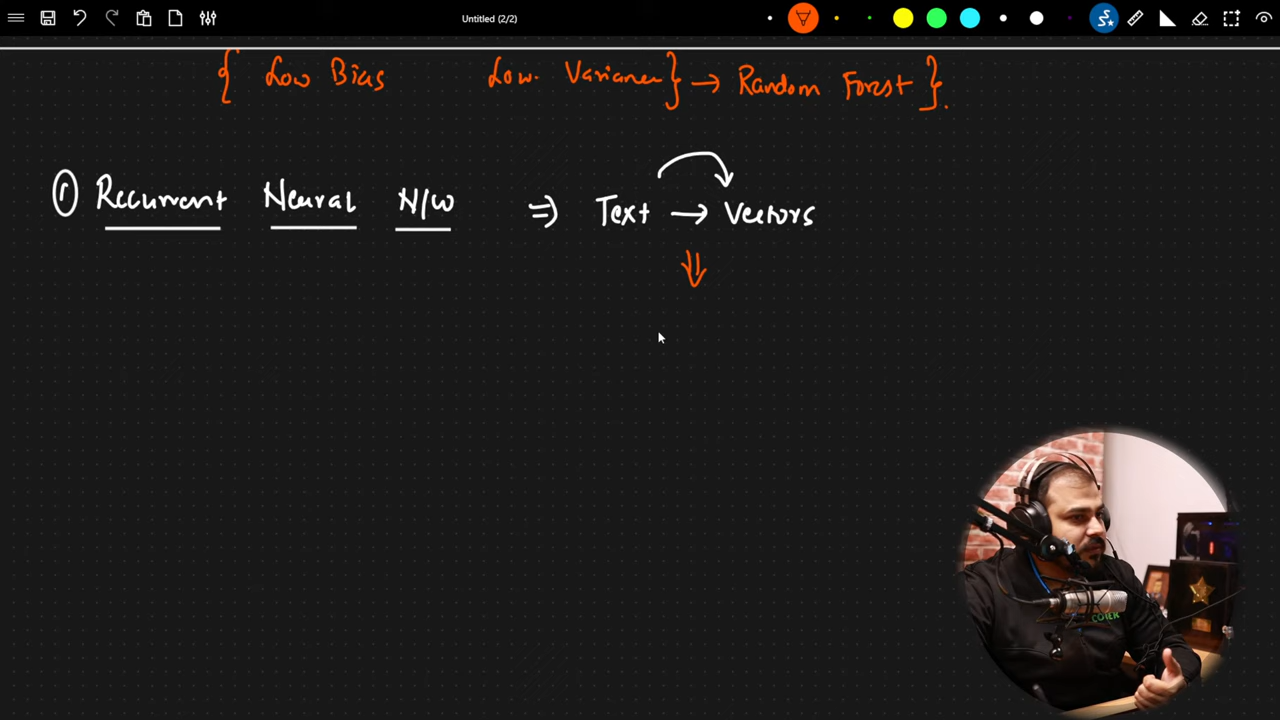 Untitled (2/2)
{ Low Bias Low. Variance } → Random Forest }.
① Recurrent Neural N/W ⇒ Text → Vectors